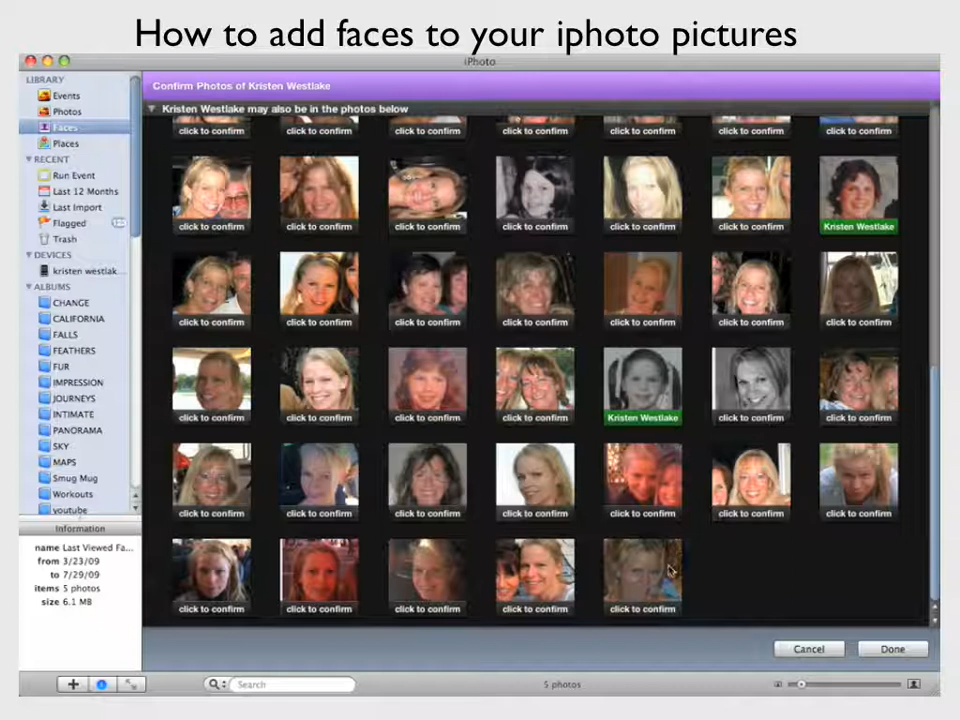 How to add faces to your iphoto pictures
iPhoto
LIBRARY
Events
Photos
Faces
Places
RECENT
Run Event
Last 12 Months
Last Import
Flagged
Trash
DEVICES
kristen westlak...
ALBUMS
CHANGE
CALIFORNIA
FALLS
FEATHERS
FUR
IMPRESSION
JOURNEYS
INTIMATE
PANORAMA
SKY
MAPS
Smug Mug
Workouts
youtube
Information
name Last Viewed Fa...
from 3/23/09
to 7/29/09
items 5 photos
size 6.1 MB
Confirm Photos of Kristen Westlake
Kristen Westlake may also be in the photos below
click to confirm click to confirm click to confirm click to confirm click to confirm click to confirm click to confirm
click to confirm click to confirm click to confirm click to confirm click to confirm click to confirm Kristen Westlake
click to confirm click to confirm click to confirm click to confirm click to confirm click to confirm click to confirm
click to confirm click to confirm click to confirm click to confirm Kristen Westlake click to confirm click to confirm
click to confirm click to confirm click to confirm click to confirm click to confirm click to confirm click to confirm
click to confirm click to confirm click to confirm click to confirm click to confirm
Cancel Done
Search 5 photos